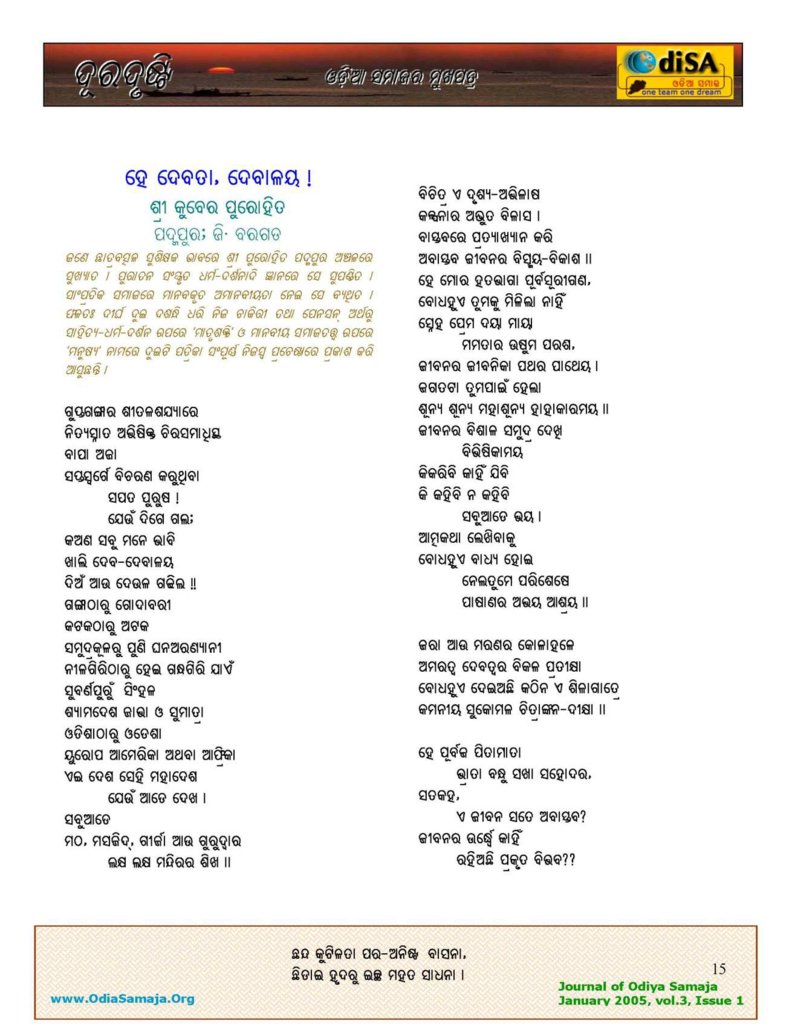 ଦୂରଦୃଷ୍ଟି
ଓଡ଼ିଆ ସମାଜର ମୁଖପତ୍ର
OdiSA
ଓଡ଼ିଆ ସମାଜ
one team one dream
ହେ ଦେବତା, ଦେବାଳୟ !
ଶ୍ରୀ କୁବେର ପୁରୋହିତ
ପଦ୍ମପୁର; ଜି- ବରଗଡ
ଜଣେ ଛାତ୍ରବତ୍ସଳ ସୁଶିକ୍ଷକ ଭାବରେ ଶ୍ରୀ ପୁରୋହିତ ପଦ୍ମପୁର ଅଞ୍ଚଳରେ
ସୁଖ୍ୟାତ । ପୁରାତନ ସଂସ୍କୃତ ଧର୍ମ-ଦର୍ଶନାଦି ଜ୍ଞାନରେ ସେ ସୁପଣ୍ଡିତ ।
ସାଂପ୍ରତିକ ସମାଜରେ ମାନବକୃତ ଅମାନବୀୟତା ନେଇ ସେ ବ୍ୟଥିତ ।
ଫଳତଃ ଦୀର୍ଘ ଦୁଇ ଦଶନ୍ଧି ଧରି ନିଜ ଚାକିରୀ ତଥା ପେନସନ୍ ଅର୍ଥରୁ
ସାହିତ୍ୟ-ଧର୍ମ-ଦର୍ଶନ ଉପରେ 'ମାତୃଶକ୍ତି' ଓ ମାନବୀୟ ସମାଜତତ୍ତ୍ୱ ଉପରେ
'ମନୁଷ୍ୟ' ନାମରେ ଦୁଇଟି ପତ୍ରିକା ସଂପୂର୍ଣ୍ଣ ନିଜସ୍ୱ ପ୍ରଚେଷ୍ଟାରେ ପ୍ରକାଶ କରି
ଆସୁଛନ୍ତି ।
ଗୁପ୍ତଗଙ୍ଗାର ଶୀତଳଶଯ୍ୟାରେ
ନିତ୍ୟସ୍ନାତ ଅଭିଷିକ୍ତ ଚିରସମାଧିସ୍ଥ
ବାପା ଅଜା
ସପ୍ତସ୍ୱର୍ଗେ ବିଚରଣ କରୁଥିବା
ସପତ ପୁରୁଷ !
ଯେଉଁ ଦିଗେ ଗଲ;
କଅଣ ସବୁ ମନେ ଭାବି
ଖାଲି ଦେବ-ଦେବାଳୟ
ଦିଅଁ ଆଉ ଦେଉଳ ଗଢିଲ !!
ଗଙ୍ଗାଠାରୁ ଗୋଦାବରୀ
କଟକଠାରୁ ଅଟକ
ସମୁଦ୍ରକୂଳରୁ ପୁଣି ଘନଅରଣ୍ୟାନୀ
ନୀଳଗିରିଠାରୁ ହେଇ ଗନ୍ଧଗିରି ଯାଏଁ
ସୁବର୍ଣପୁରୁଁ ସିଂହଳ
ଶ୍ୟାମଦେଶ ଜାଭା ଓ ସୁମାତ୍ରା
ଓଡିଶାଠାରୁ ଓଡେଶା
ୟୁରୋପ ଆମେରିକା ଅଥବା ଆଫ୍ରିକା
ଏଇ ଦେଶ ସେହି ମହାଦେଶ
ଯେଉଁ ଆଡେ ଦେଖ ।
ସବୁଆଡେ
ମଠ, ମସଜିଦ୍, ଗୀର୍ଜା ଆଉ ଗୁରୁଦ୍ୱାର
ଲକ୍ଷ ଲକ୍ଷ ମନ୍ଦିରର ଶିଖ ॥
ବିଚିତ୍ର ଏ ଦୃଶ୍ୟ-ଅଭିଳାଷ
କଳ୍ପନାର ଅଦ୍ଭୁତ ବିଳାସ ।
ବାସ୍ତବରେ ପ୍ରତ୍ୟାଖ୍ୟାନ କରି
ଅବାସ୍ତବ ଜୀବନର ବିସ୍ମୟ-ବିକାଶ ॥
ହେ ମୋର ହତଭାଗା ପୂର୍ବସୂରୀଗଣ,
ବୋଧହୁଏ ତୁମକୁ ମିଳିଲା ନାହିଁ
ସ୍ନେହ ପ୍ରେମ ଦୟା ମାୟା
ମମତାର ଉଷୁମ ପରଶ,
ଜୀବନର ଜୀବନିକା ପଥର ପାଥେୟ ।
ଜଗତଟା ତୁମପାଇଁ ହେଲା
ଶୂନ୍ୟ ଶୂନ୍ୟ ମହାଶୂନ୍ୟ ହାହାକାରମୟ ॥
ଜୀବନର ବିଶାଳ ସମୁଦ୍ର ଦେଖି
ବିଭିଷିକାମୟ
କିକରିବି କାହିଁ ଯିବି
କି କହିବି ନ କହିବି
ସବୁଆଡେ ଭୟ ।
ଆତ୍ମକଥା ଲେଖିବାକୁ
ବୋଧହୁଏ ବାଧ୍ୟ ହୋଇ
ନେଲତୁମେ ପରିଶେଷେ
ପାଷାଣର ଅଭୟ ଆଶ୍ରୟ ॥
ଜରା ଆଉ ମରଣର କୋଳାହଳେ
ଅମରତ୍ୱ ଦେବତ୍ୱର ବିକଳ ପ୍ରତୀକ୍ଷା
ବୋଧହୁଏ ଦେଇଅଛି କଠିନ ଏ ଶିଳାଗାତ୍ରେ
କମନୀୟ ସୁକୋମଳ ଚିତ୍ରାଙ୍କନ-ଦୀକ୍ଷା ॥
ହେ ପୂର୍ବଜ ପିତାମାତା
ଭ୍ରାତା ବନ୍ଧୁ ସଖା ସହୋଦର,
ସତକହ,
ଏ ଜୀବନ ସତେ ଅବାସ୍ତବ?
ଜୀବନର ଊର୍ଦ୍ଧ୍ୱେ କାହିଁ
ରହିଅଛି ପ୍ରକୃତ ବିଭବ??
ଛନ୍ଦ କୁଟିଳତା ପର-ଅନିଷ୍ଟ ବାସନା,
ଛିଡାଇ ହୃଦରୁ ଇଚ୍ଛ ମହତ ସାଧନା ।
15
www.OdiaSamaja.Org
Journal of Odiya Samaja
January 2005, vol.3, Issue 1